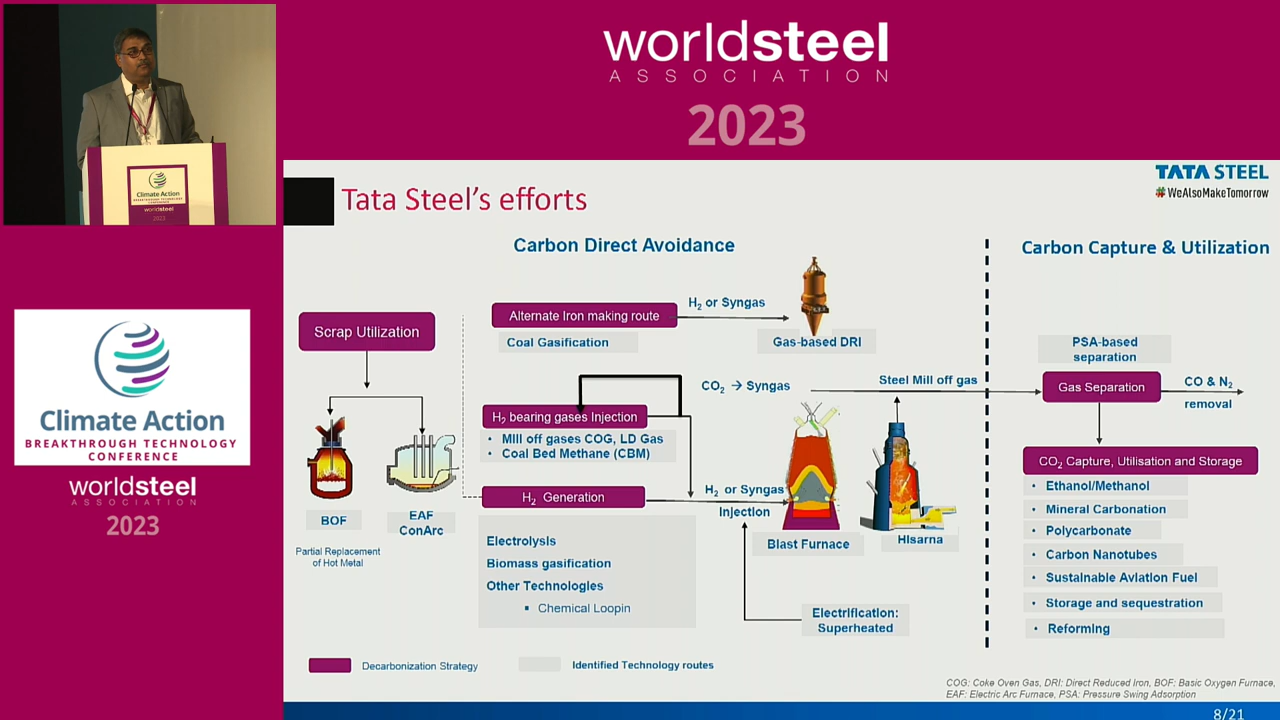 worldsteel
ASSOCIATION
2023
Climate Action
BREAKTHROUGH TECHNOLOGY
CONFERENCE
worldsteel
2023
Climate Action
BREAKTHROUGH TECHNOLOGY
CONFERENCE
worldsteel
ASSOCIATION
2023
TATA STEEL
#WeAlsoMakeTomorrow
Tata Steel's efforts
Carbon Direct Avoidance
Carbon Capture & Utilization
Scrap Utilization
BOF
EAF
ConArc
Partial Replacement
of Hot Metal
Alternate Iron making route
Coal Gasification
H2 or Syngas
Gas-based DRI
CO2 → Syngas
H2 bearing gases Injection
• Mill off gases COG, LD Gas
• Coal Bed Methane (CBM)
H2 Generation
Electrolysis
Biomass gasification
Other Technologies
▪ Chemical Loopin
H2 or Syngas
Injection
Blast Furnace
HIsarna
Electrification:
Superheated
Steel Mill off gas
PSA-based
separation
Gas Separation
CO & N2
removal
CO2 Capture, Utilisation and Storage
• Ethanol/Methanol
• Mineral Carbonation
• Polycarbonate
• Carbon Nanotubes
• Sustainable Aviation Fuel
• Storage and sequestration
• Reforming
Decarbonization Strategy
Identified Technology routes
COG: Coke Oven Gas, DRI: Direct Reduced Iron, BOF: Basic Oxygen Furnace,
EAF: Electric Arc Furnace, PSA: Pressure Swing Adsorption
8/21